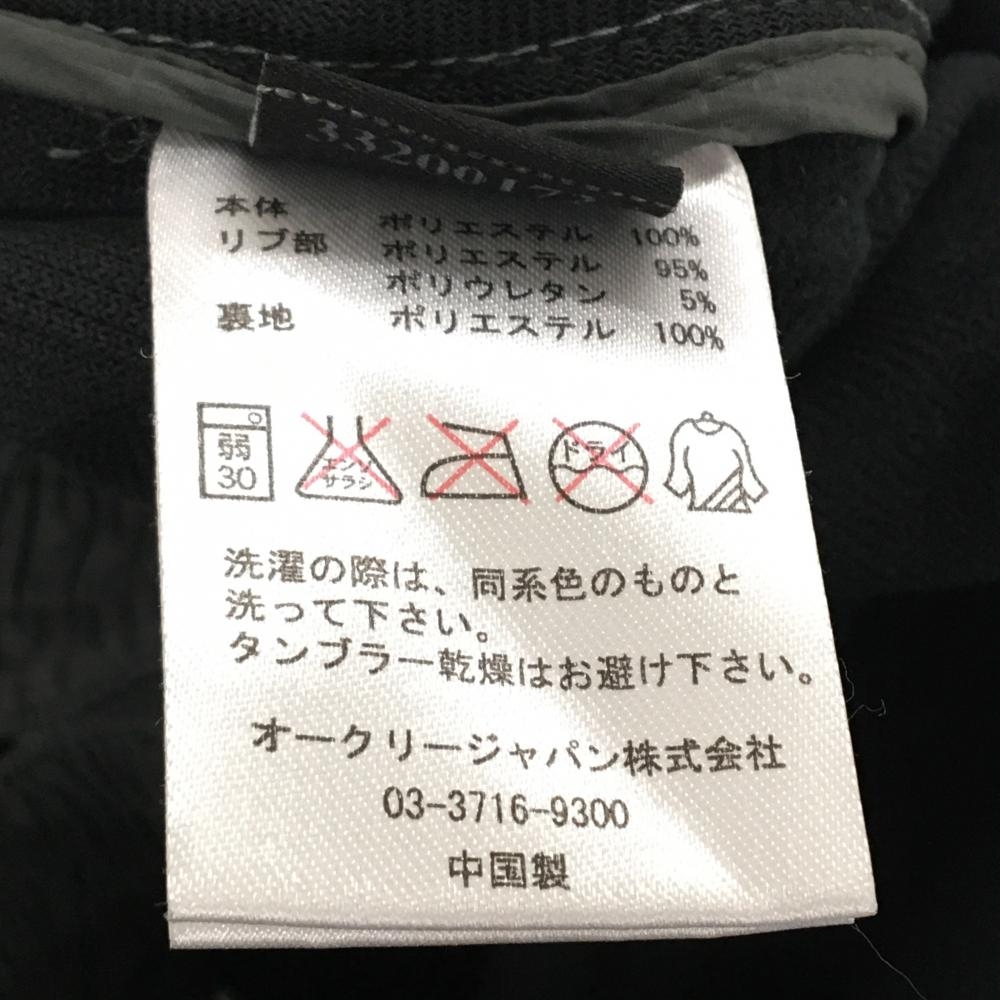 本体 ポリエステル 100%
リブ部 ポリエステル 95%
ポリウレタン 5%
裏地 ポリエステル 100%
弱
30
エンソ
サラシ
ドライ
洗濯の際は、同系色のものと
洗って下さい。
タンブラー乾燥はお避け下さい。
オークリージャパン株式会社
03-3716-9300
中国製